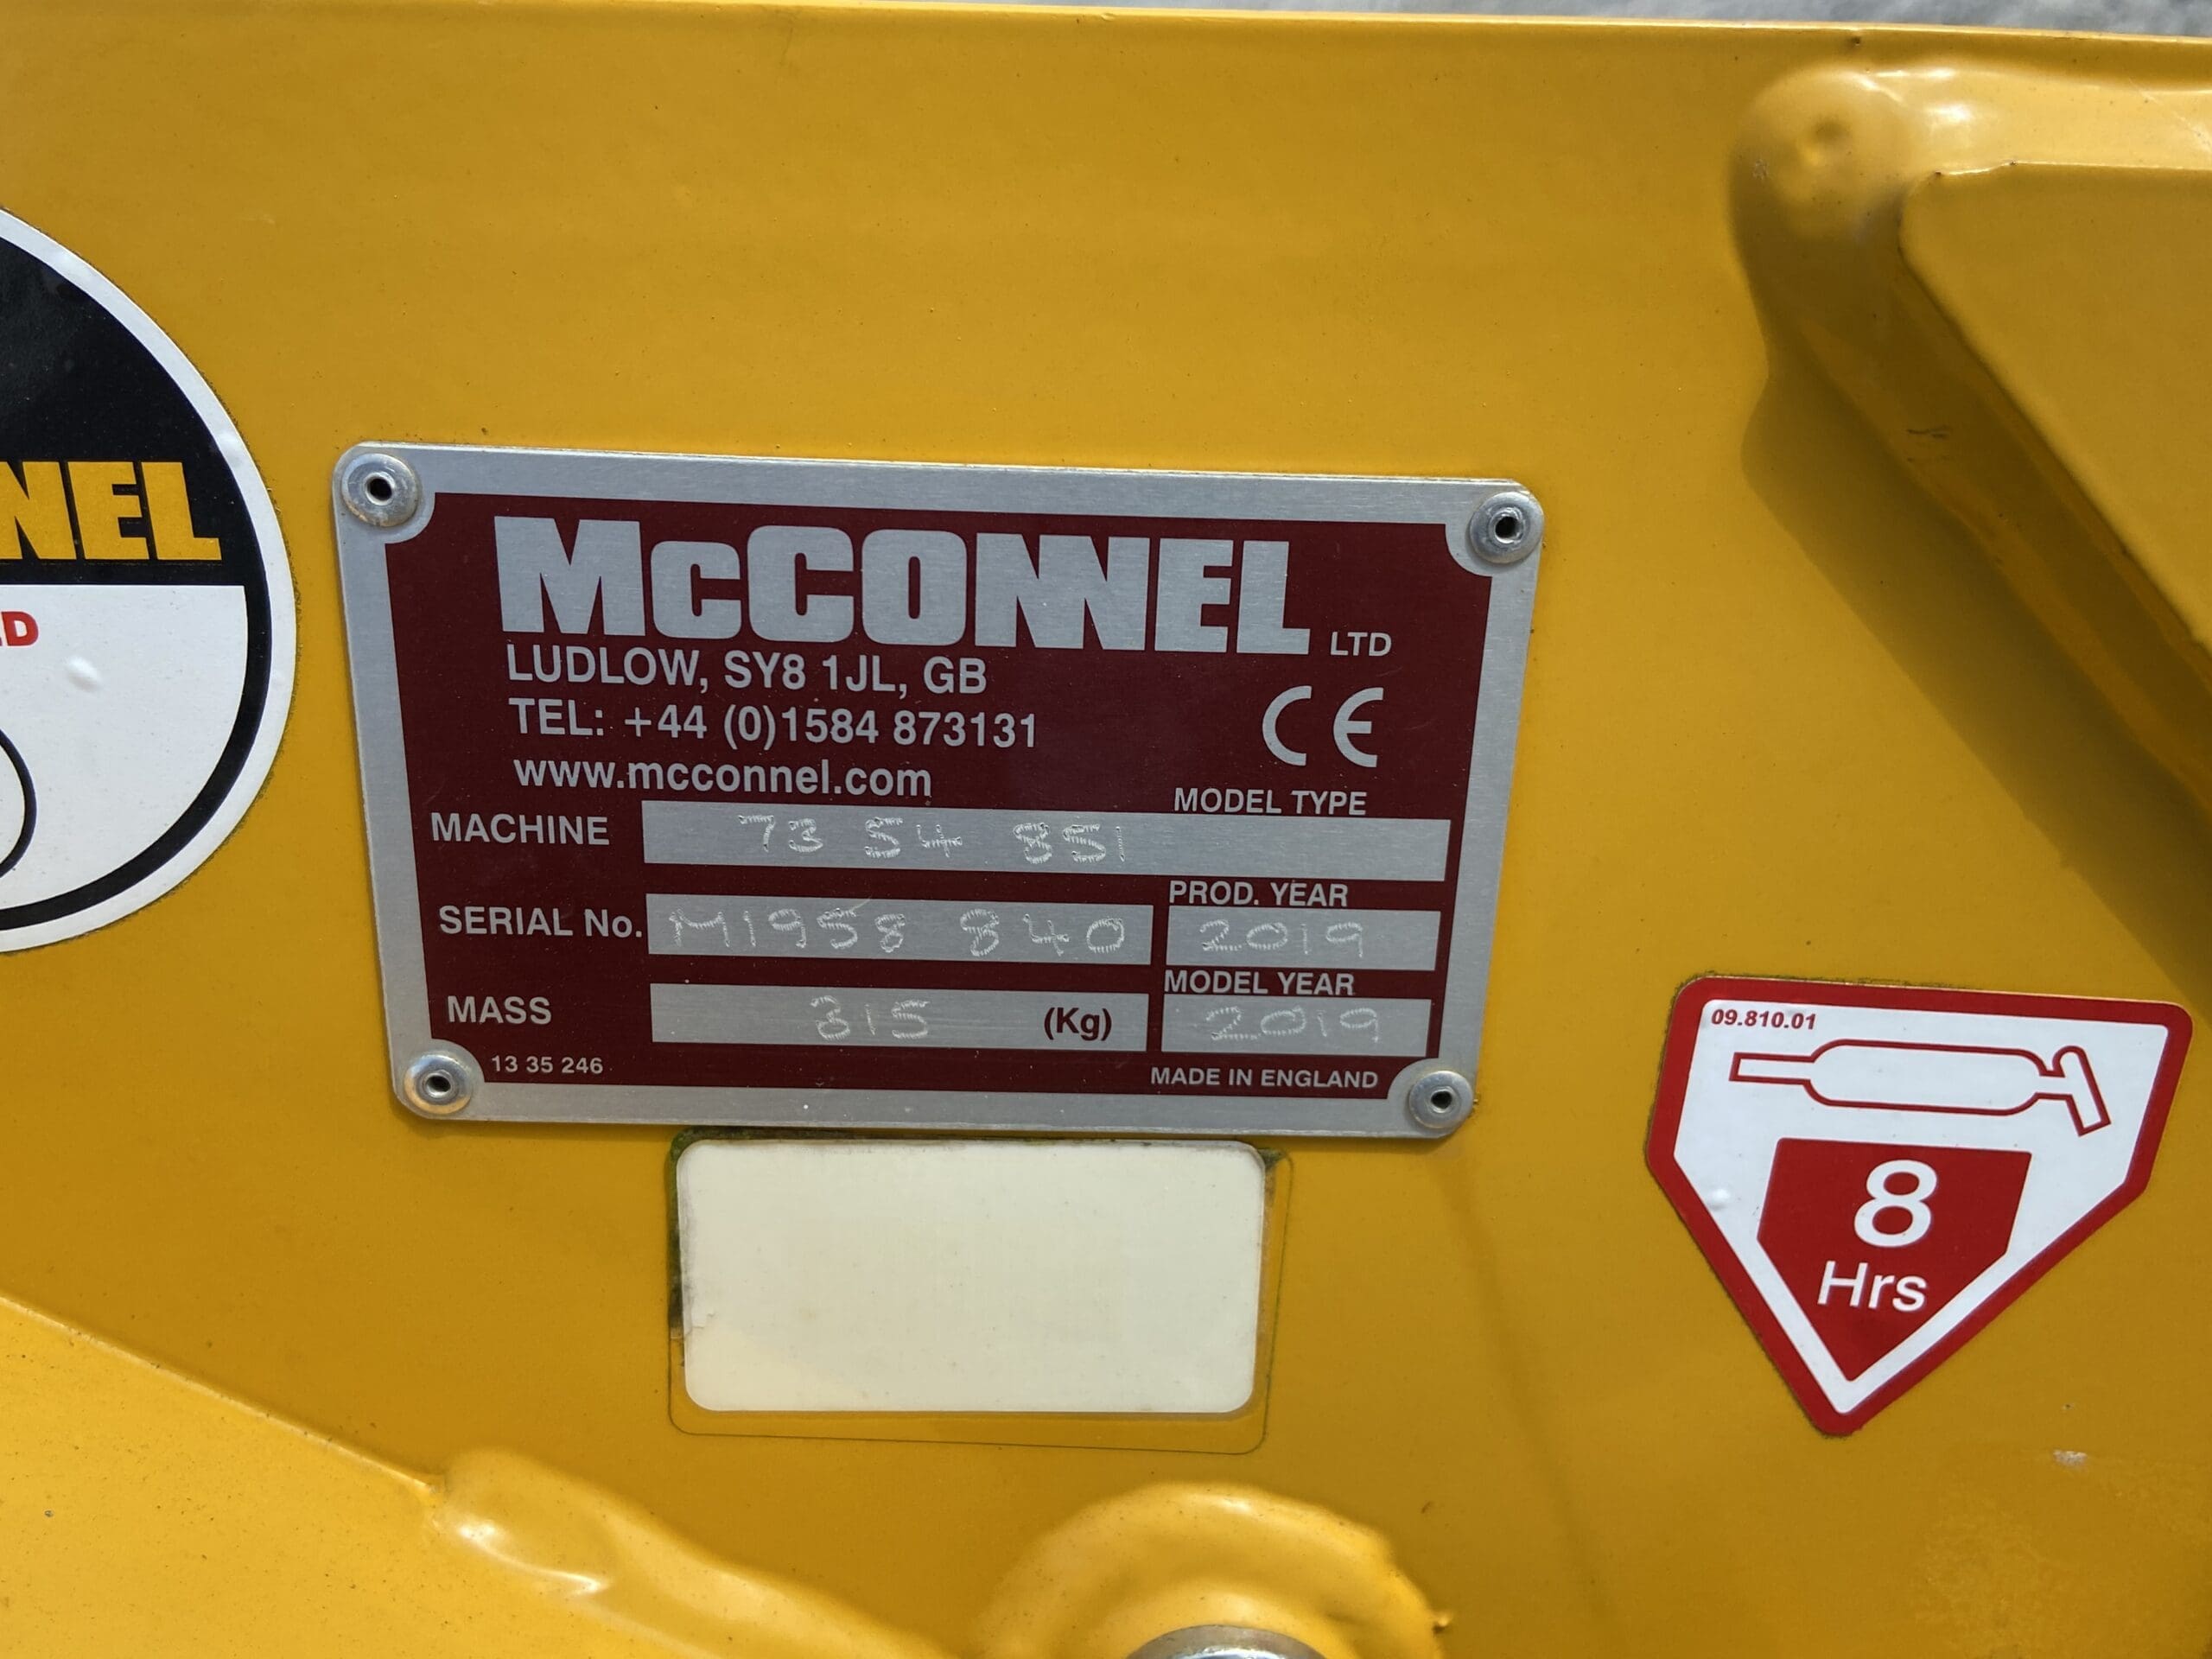 NEL
LD
McCONNEL LTD
LUDLOW, SY8 1JL, GB
TEL: +44 (0)1584 873131
www.mcconnel.com
CE
MODEL TYPE
MACHINE 73 54 851
PROD. YEAR
SERIAL No. M1958 840 2019
MODEL YEAR
MASS 315 (Kg) 2019
13 35 246
MADE IN ENGLAND
09.810.01
8
Hrs